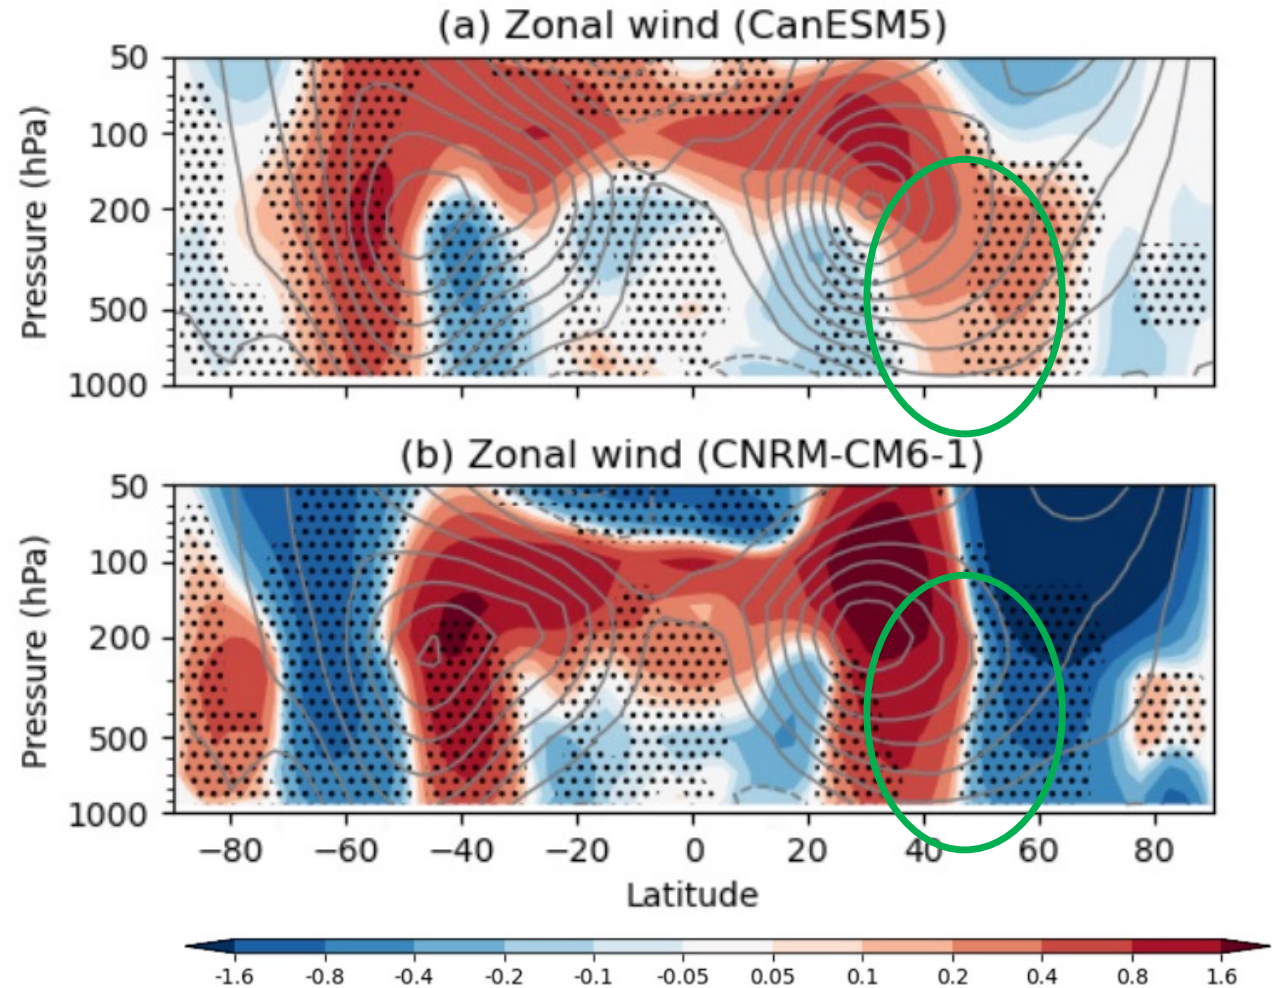 (a) Zonal wind (CanESM5)
50
100
200
500
1000
Pressure (hPa)
(b) Zonal wind (CNRM-CM6-1)
50
100
200
500
1000
Pressure (hPa)
−80 −60 −40 −20 0 20 40 60 80
Latitude
-1.6 -0.8 -0.4 -0.2 -0.1 -0.05 0.05 0.1 0.2 0.4 0.8 1.6